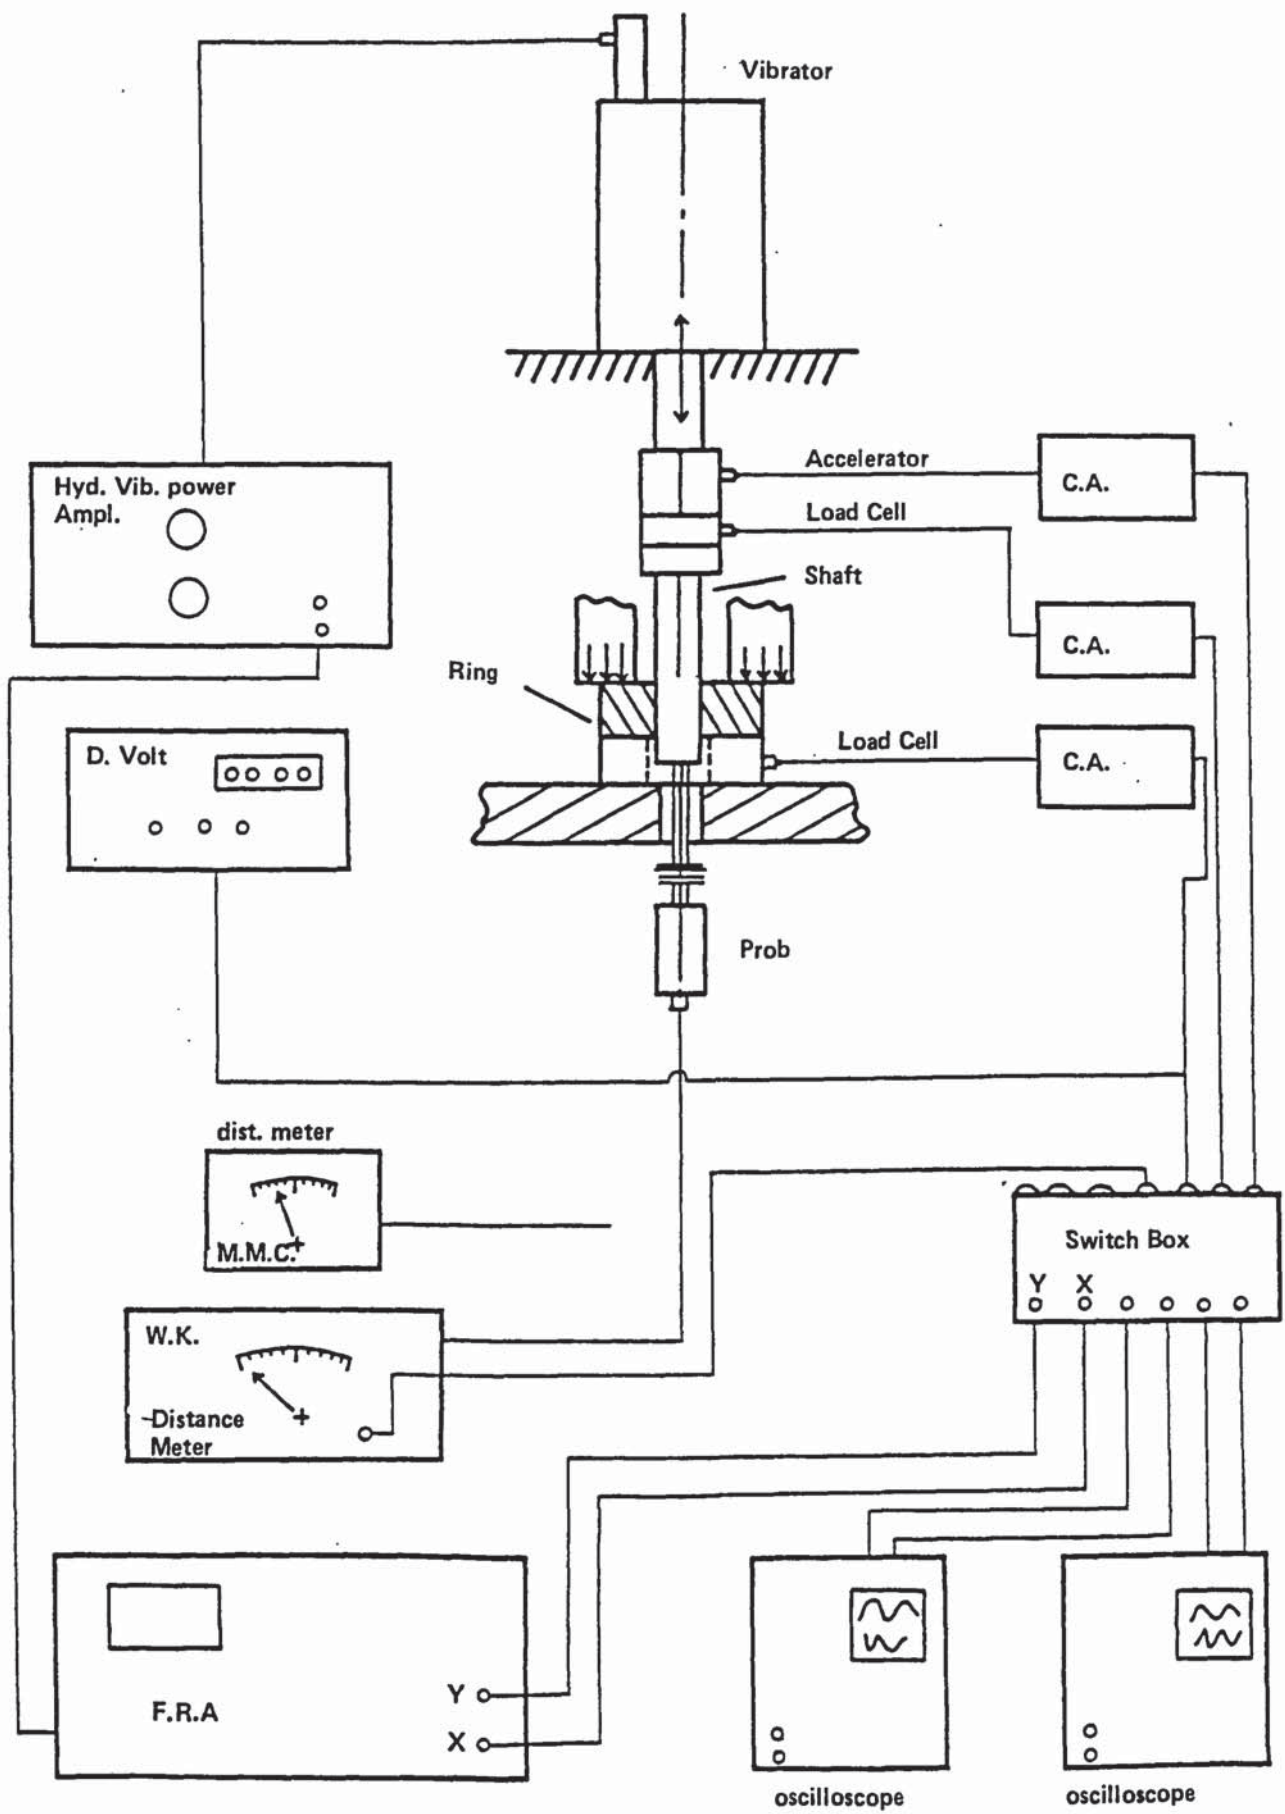 Vibrator
Hyd. Vib. power
Ampl.
Accelerator
C.A.
Load Cell
Shaft
C.A.
Ring
Load Cell
C.A.
D. Volt
Prob
dist. meter
M.M.C.
Switch Box
Y X
W.K.
Distance
Meter
F.R.A
Y
X
oscilloscope
oscilloscope